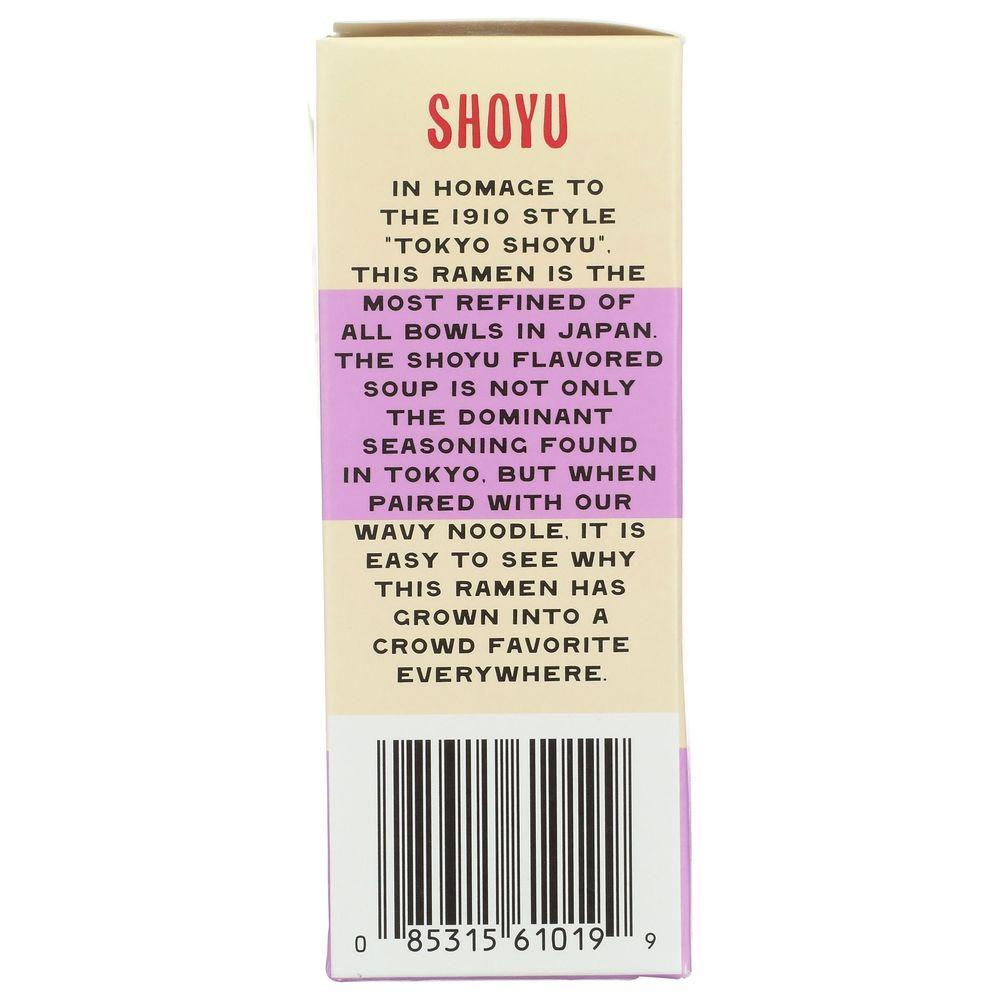 SHOYU
IN HOMAGE TO
THE 1910 STYLE
"TOKYO SHOYU",
THIS RAMEN IS THE
MOST REFINED OF
ALL BOWLS IN JAPAN.
THE SHOYU FLAVORED
SOUP IS NOT ONLY
THE DOMINANT
SEASONING FOUND
IN TOKYO, BUT WHEN
PAIRED WITH OUR
WAVY NOODLE, IT IS
EASY TO SEE WHY
THIS RAMEN HAS
GROWN INTO A
CROWD FAVORITE
EVERYWHERE.
0 85315 61019 9